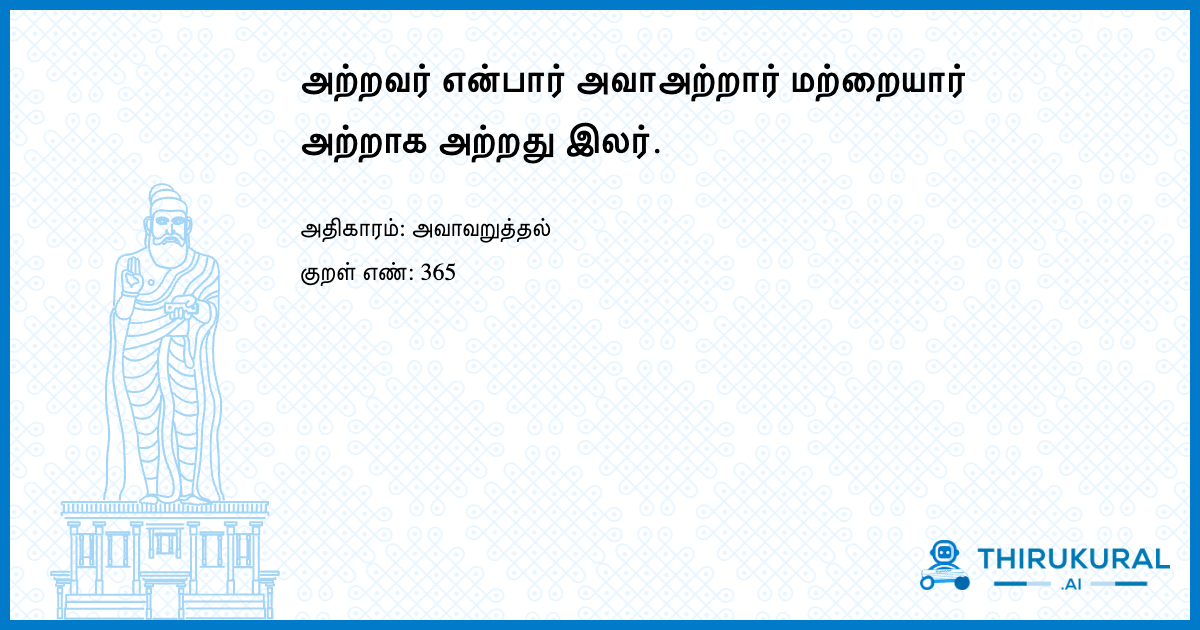 அற்றவர் என்பார் அவாஅற்றார் மற்றையார்
அற்றாக அற்றது இலர்.
அதிகாரம்: அவாவறுத்தல்
குறள் எண்: 365
THIRUKURAL
.AI